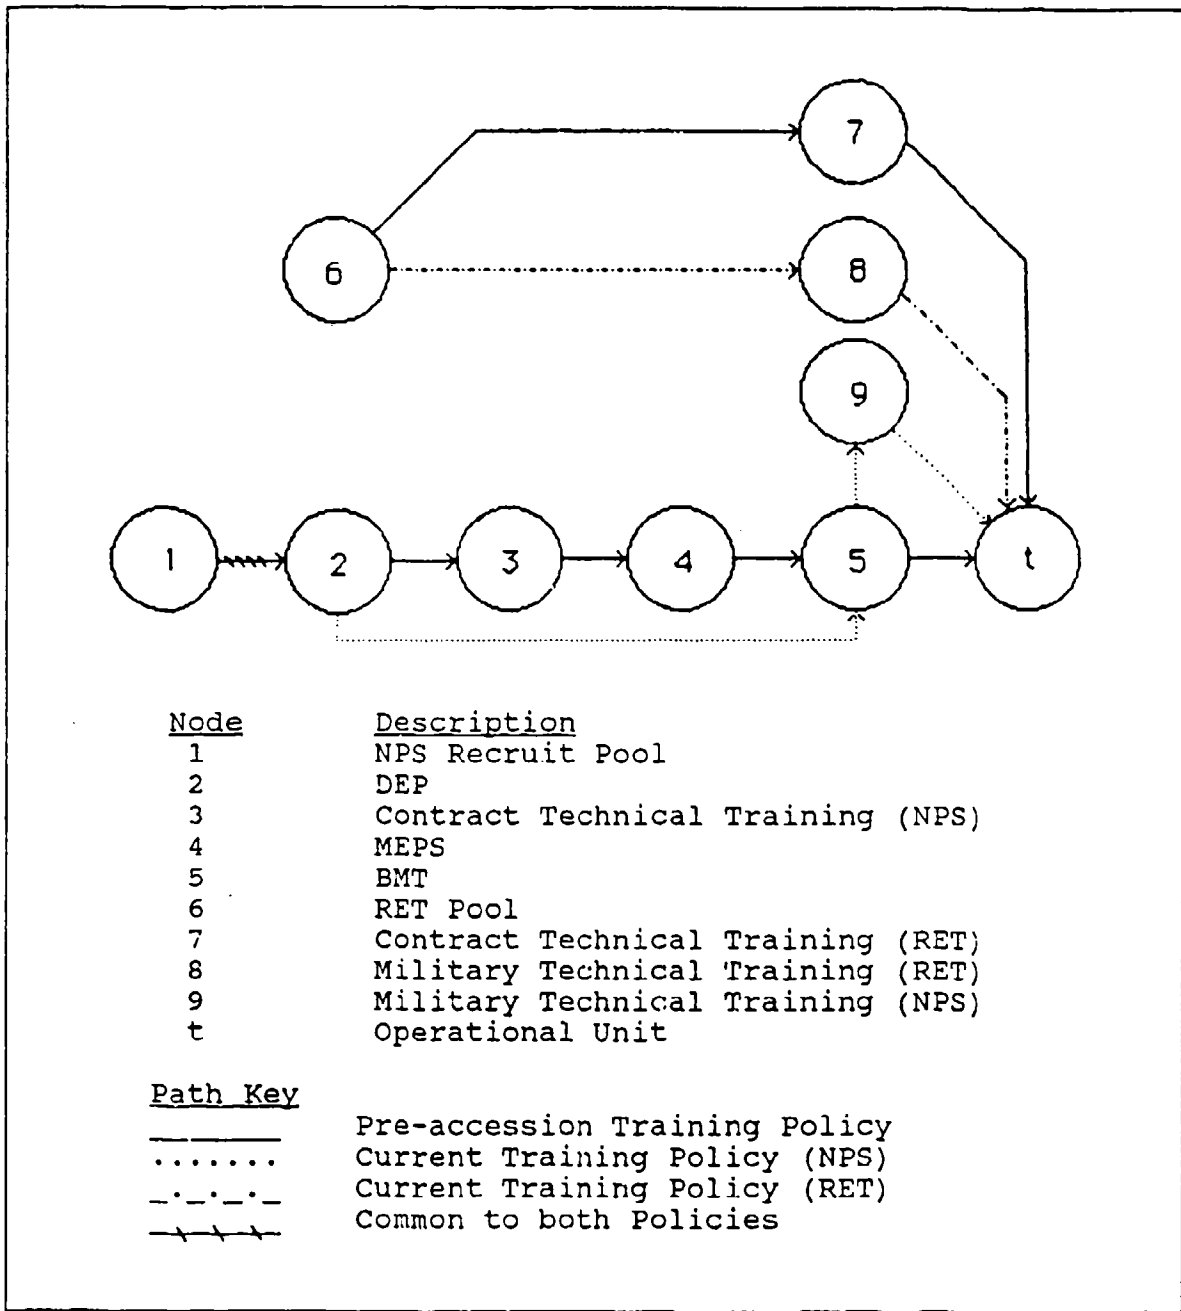 7
6
8
9
1
2
3
4
5
t
Node Description
1 NPS Recruit Pool
2 DEP
3 Contract Technical Training (NPS)
4 MEPS
5 BMT
6 RET Pool
7 Contract Technical Training (RET)
8 Military Technical Training (RET)
9 Military Technical Training (NPS)
t Operational Unit
Path Key
Pre-accession Training Policy
Current Training Policy (NPS)
Current Training Policy (RET)
Common to both Policies